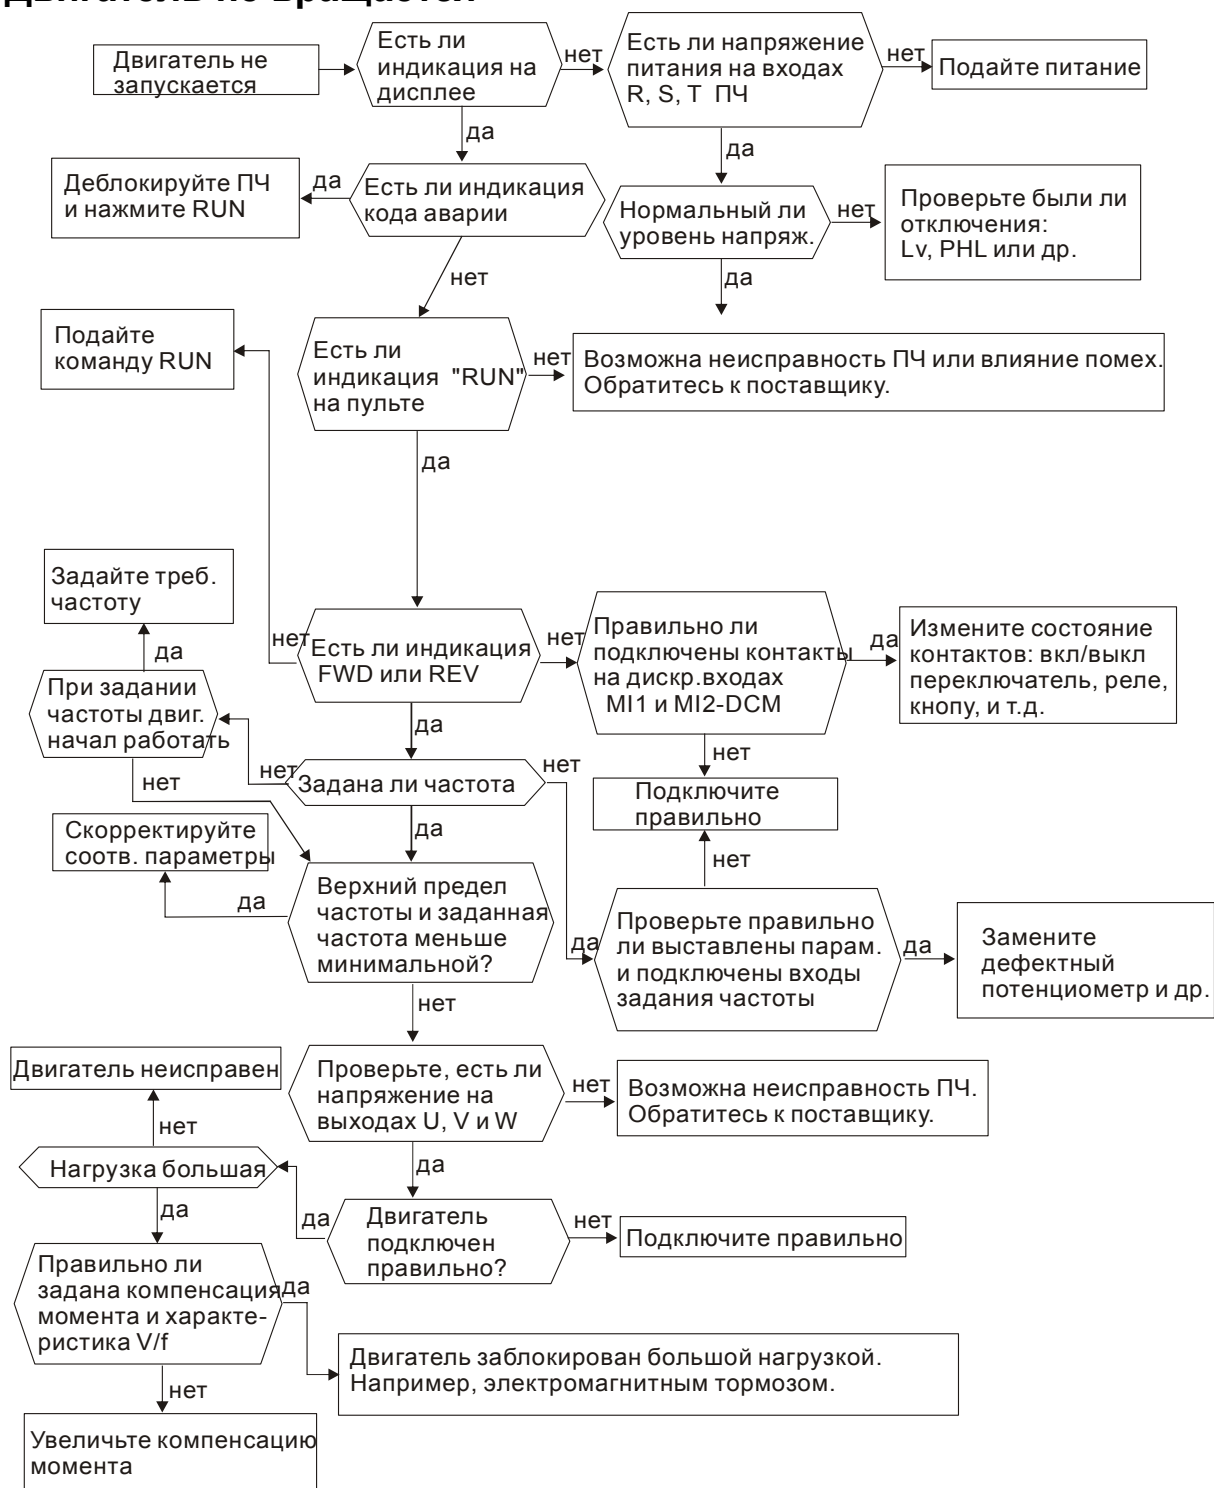 Двигатель не вращается
Двигатель не
запускается
Есть ли
индикация на
дисплее
нет
Есть ли напряжение
питания на входах
R, S, T ПЧ
нет
Подайте питание
да
да
Деблокируйте ПЧ
и нажмите RUN
да
Есть ли индикация
кода аварии
Нормальный ли
уровень напряж.
нет
Проверьте были ли
отключения:
Lv, PHL или др.
нет
да
Подайте
команду RUN
Есть ли
индикация "RUN"
на пульте
нет
Возможна неисправность ПЧ или влияние помех.
Обратитесь к поставщику.
да
Задайте треб.
частоту
да
нет
Есть ли индикация
FWD или REV
нет
Правильно ли
подключены контакты
на дискр.входах
MI1 и MI2-DCM
да
Измените состояние
контактов: вкл/выкл
переключатель, реле,
кнопу, и т.д.
При задании
частоты двиг.
начал работать
да
нет
нет
нет
Задана ли частота
нет
Подключите
правильно
Скорректируйте
соотв. параметры
да
нет
да
Верхний предел
частоты и заданная
частота меньше
минимальной?
да
Проверьте правильно
ли выставлены парам.
и подключены входы
задания частоты
да
Замените
дефектный
потенциометр и др.
нет
Двигатель неисправен
Проверьте, есть ли
напряжение на
выходах U, V и W
нет
Возможна неисправность ПЧ.
Обратитесь к поставщику.
нет
Нагрузка большая
да
да
да
Двигатель
подключен
правильно?
нет
Подключите правильно
Правильно ли
задана компенсация
момента и характе-
ристика V/f
да
Двигатель заблокирован большой нагрузкой.
Например, электромагнитным тормозом.
нет
Увеличьте компенсацию
момента